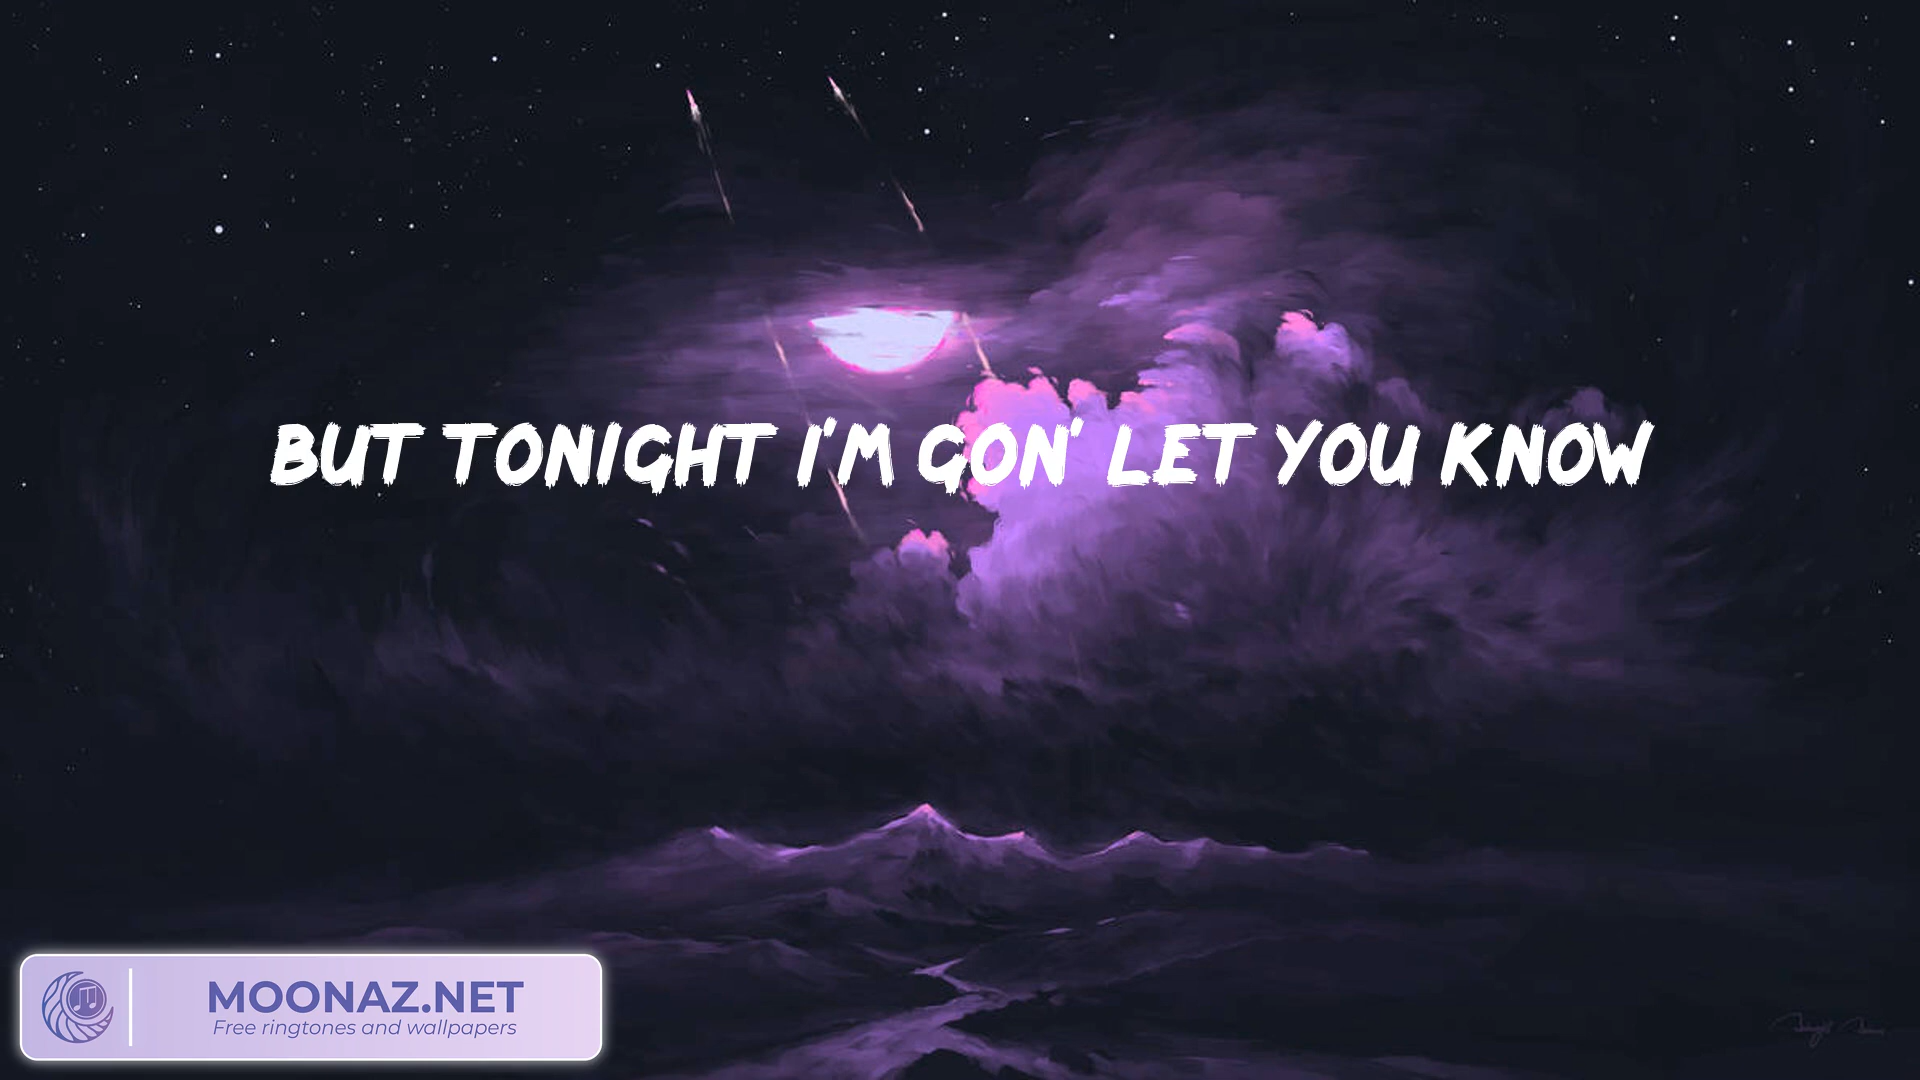 BUT TONIGHT I'M GON' LET YOU KNOW
MOONAZ.NET
Free ringtones and wallpapers